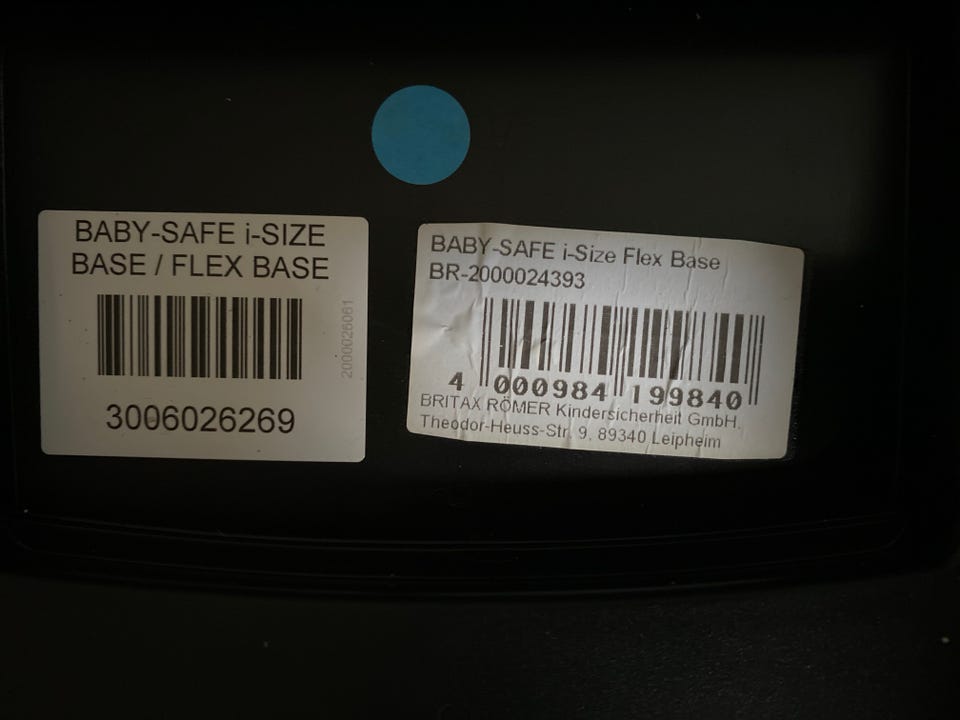 BABY-SAFE i-SIZE
BASE / FLEX BASE
2000026061
3006026269
BABY-SAFE i-Size Flex Base
BR-2000024393
4 000984 199840
BRITAX RÖMER Kindersicherheit GmbH,
Theodor-Heuss-Str. 9, 89340 Leipheim